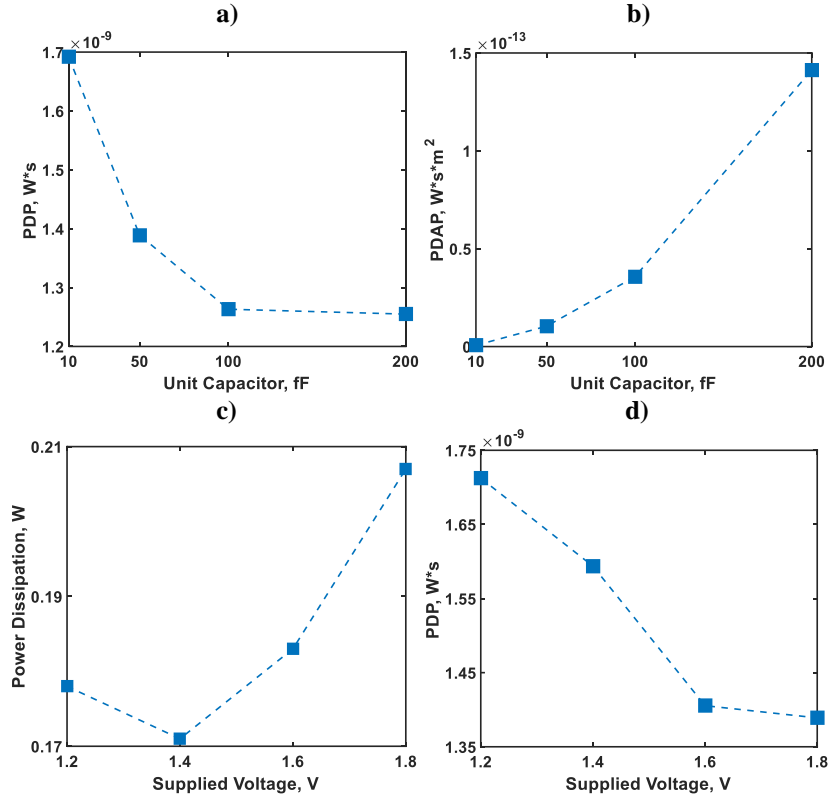 a)
× 10⁻⁹
1.7
1.6
1.5
1.4
1.3
1.2
PDP, W*s
10 50 100 200
Unit Capacitor, fF
b)
× 10⁻¹³
1.5
1
0.5
0
PDAP, W*s*m²
10 50 100 200
Unit Capacitor, fF
c)
0.21
0.19
0.17
Power Dissipation, W
1.2 1.4 1.6 1.8
Supplied Voltage, V
d)
× 10⁻⁹
1.75
1.65
1.55
1.45
1.35
PDP, W*s
1.2 1.4 1.6 1.8
Supplied Voltage, V